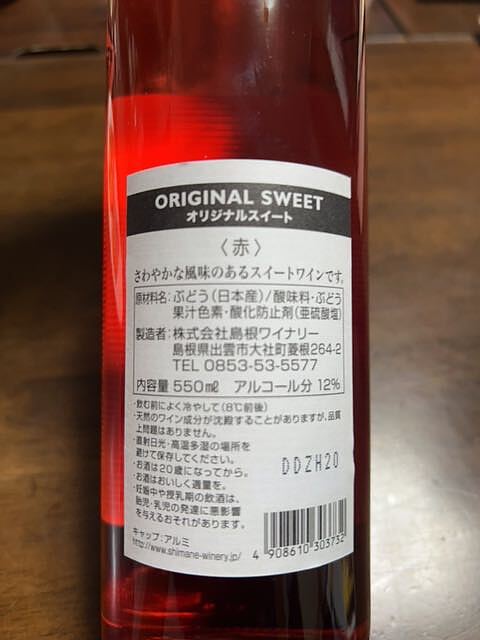 ORIGINAL SWEET
オリジナルスイート
〈赤〉
さわやかな風味のあるスイートワインです。
原材料名：ぶどう（日本産）/酸味料・ぶどう
果汁色素・酸化防止剤（亜硫酸塩）
製造者：株式会社島根ワイナリー
島根県出雲市大社町菱根264-2
TEL 0853-53-5577
内容量 550㎖ アルコール分 12%
・飲む前によく冷やして（8℃前後）
・天然のワイン成分が沈殿することがありますが、品質
上問題はありません。
・直射日光・高温多湿の場所を
避けて保存してください。
・お酒は20歳になってから。
・お酒はおいしく適量を。
・妊娠中や授乳期の飲酒は、
胎児・乳児の発達に悪影響
を与えるおそれがあります。
DDZH20
キャップ：アルミ
http://www.shimane-winery.jp/
4 908610 303732